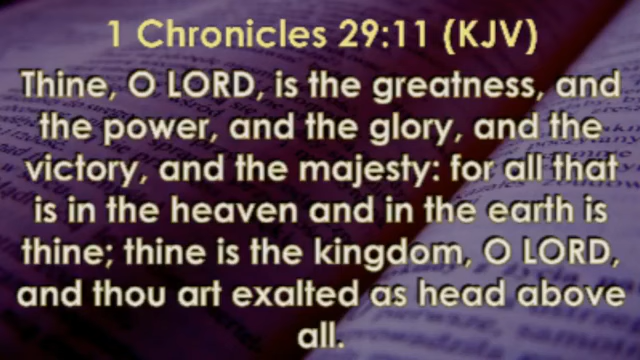 1 Chronicles 29:11 (KJV)
Thine, O LORD, is the greatness, and
the power, and the glory, and the
victory, and the majesty: for all that
is in the heaven and in the earth is
thine; thine is the kingdom, O LORD,
and thou art exalted as head above
all.